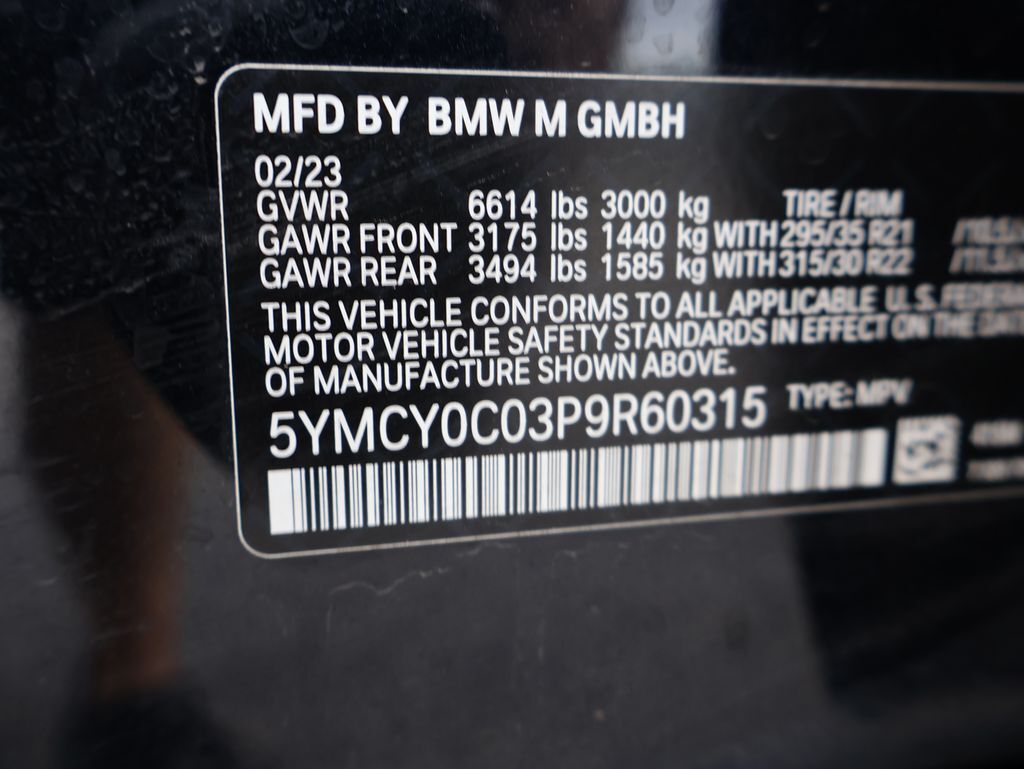 MFD BY BMW M GMBH
02/23
GVWR 6614 lbs 3000 kg TIRE / RIM
GAWR FRONT 3175 lbs 1440 kg WITH 295/35 R21
GAWR REAR 3494 lbs 1585 kg WITH 315/30 R22
THIS VEHICLE CONFORMS TO ALL APPLICABLE U.S. FEDERA
MOTOR VEHICLE SAFETY STANDARDS IN EFFECT ON THE DATE
OF MANUFACTURE SHOWN ABOVE.
5YMCY0C03P9R60315 TYPE: MPV